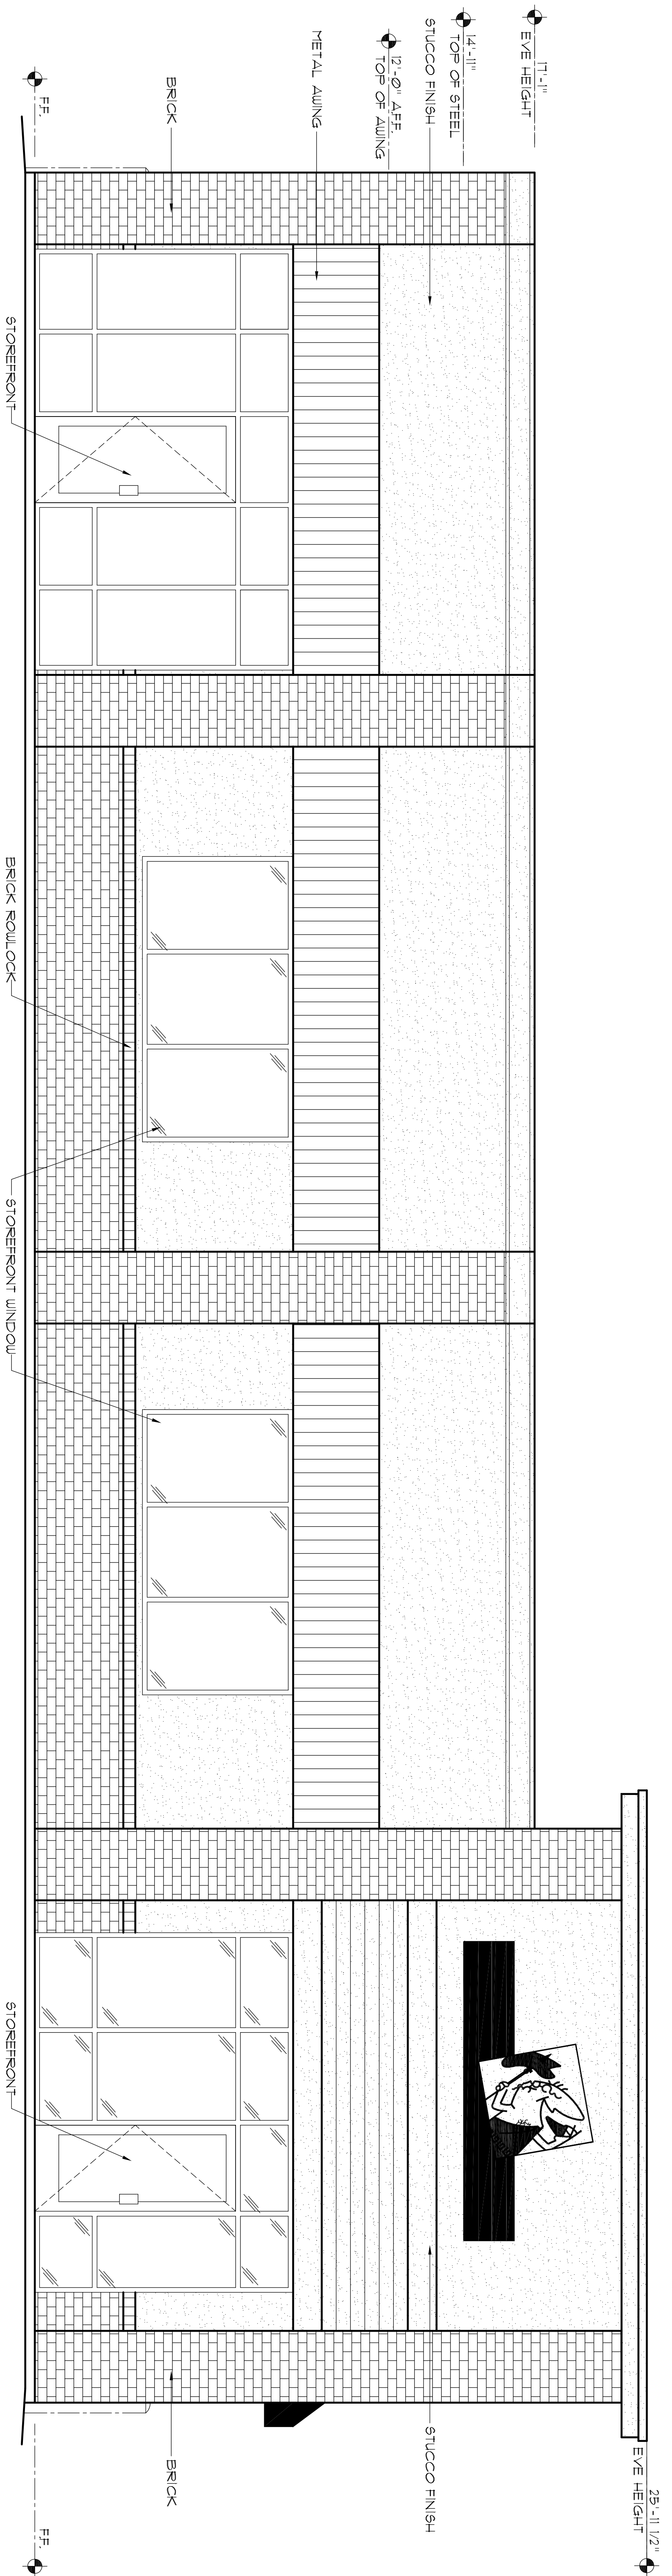 17'-1"
EVE HEIGHT
14'-11"
TOP OF STEEL
STUCCO FINISH
12'-0" A.F.F.
TOP OF AWING
METAL AWING
BRICK
F.F.
STOREFRONT
BRICK ROWLOCK
STOREFRONT WINDOW
STOREFRONT
25'-11 1/2"
EVE HEIGHT
STUCCO FINISH
BRICK
F.F.